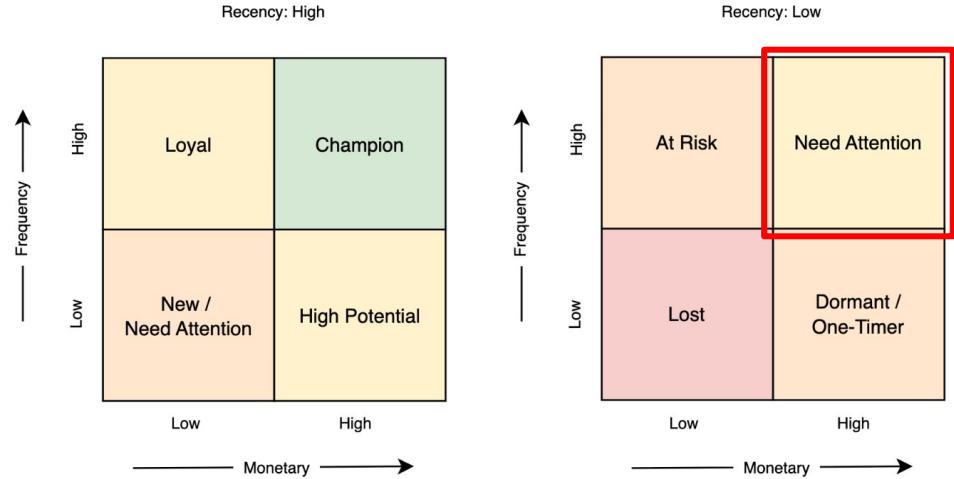 Recency: High
Frequency
High
Low
Loyal
Champion
New /
Need Attention
High Potential
Low
High
Monetary
Recency: Low
Frequency
High
Low
At Risk
Need Attention
Lost
Dormant /
One-Timer
Low
High
Monetary